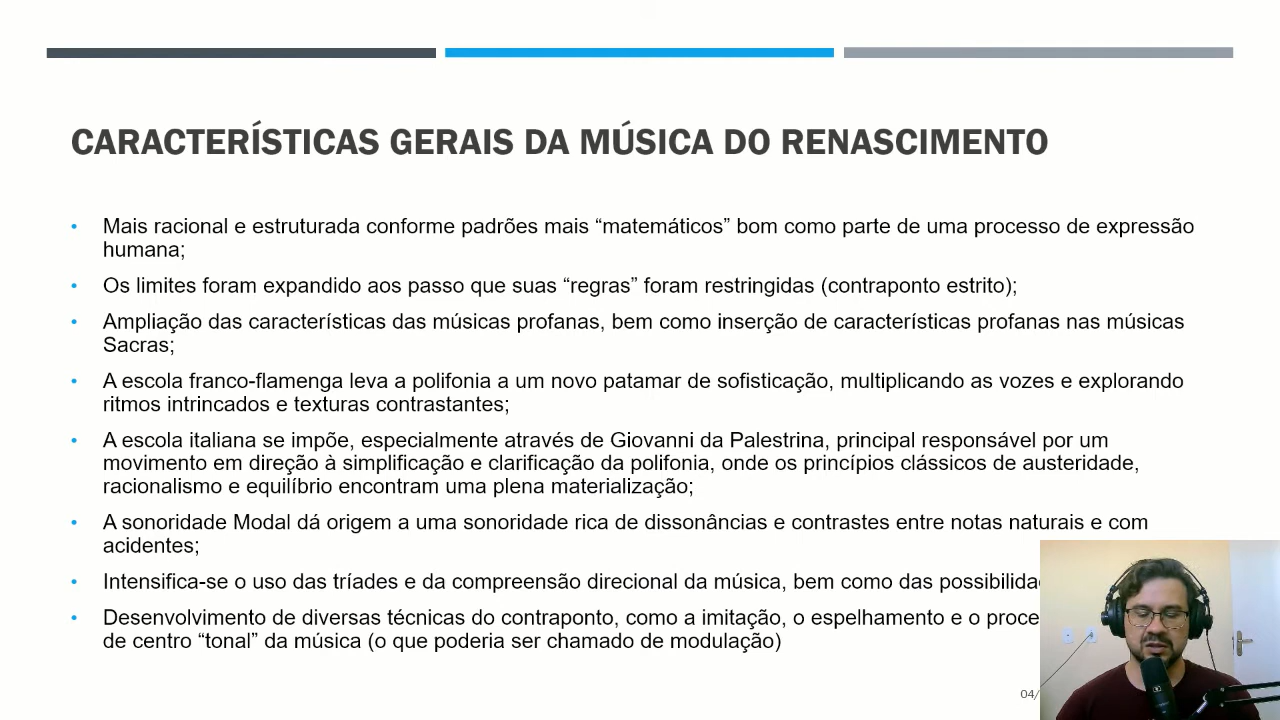 CARACTERÍSTICAS GERAIS DA MÚSICA DO RENASCIMENTO
• Mais racional e estruturada conforme padrões mais “matemáticos” bom como parte de uma processo de expressão
humana;
• Os limites foram expandido aos passo que suas “regras” foram restringidas (contraponto estrito);
• Ampliação das características das músicas profanas, bem como inserção de características profanas nas músicas
Sacras;
• A escola franco-flamenga leva a polifonia a um novo patamar de sofisticação, multiplicando as vozes e explorando
ritmos intrincados e texturas contrastantes;
• A escola italiana se impõe, especialmente através de Giovanni da Palestrina, principal responsável por um
movimento em direção à simplificação e clarificação da polifonia, onde os princípios clássicos de austeridade,
racionalismo e equilíbrio encontram uma plena materialização;
• A sonoridade Modal dá origem a uma sonoridade rica de dissonâncias e contrastes entre notas naturais e com
acidentes;
• Intensifica-se o uso das tríades e da compreensão direcional da música, bem como das
• Desenvolvimento de diversas técnicas do contraponto, como a imitação, o espelhamento e o
de centro “tonal” da música (o que poderia ser chamado de modulação)
04/